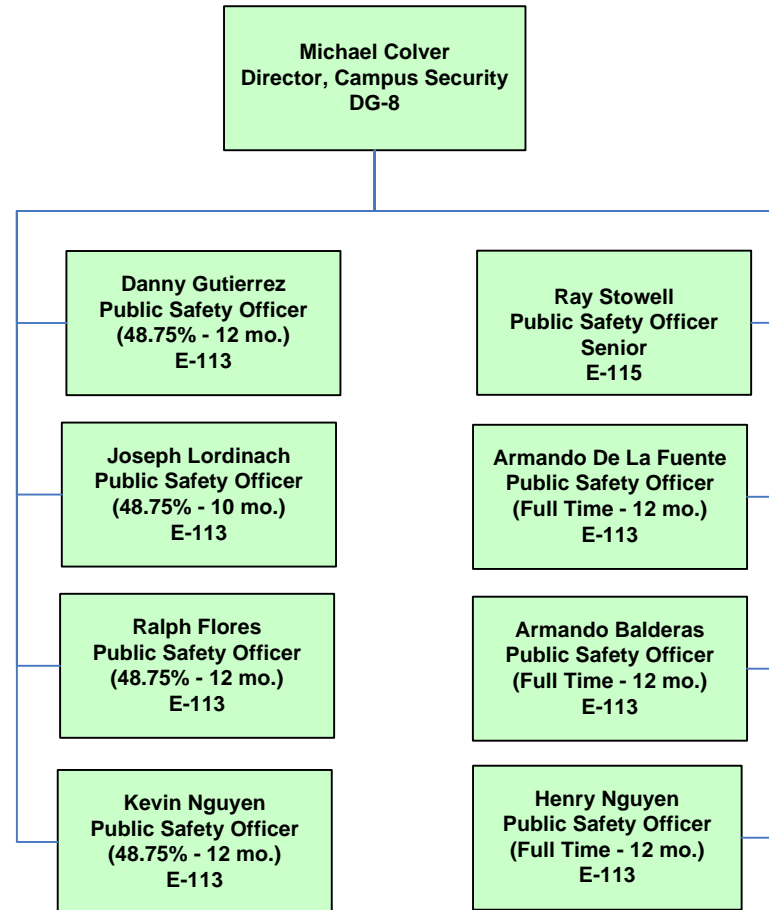 Michael Colver
Director, Campus Security
DG-8
Danny Gutierrez
Public Safety Officer
(48.75% - 12 mo.)
E-113
Joseph Lordinach
Public Safety Officer
(48.75% - 10 mo.)
E-113
Ralph Flores
Public Safety Officer
(48.75% - 12 mo.)
E-113
Kevin Nguyen
Public Safety Officer
(48.75% - 12 mo.)
E-113
Ray Stowell
Public Safety Officer
Senior
E-115
Armando De La Fuente
Public Safety Officer
(Full Time - 12 mo.)
E-113
Armando Balderas
Public Safety Officer
(Full Time - 12 mo.)
E-113
Henry Nguyen
Public Safety Officer
(Full Time - 12 mo.)
E-113